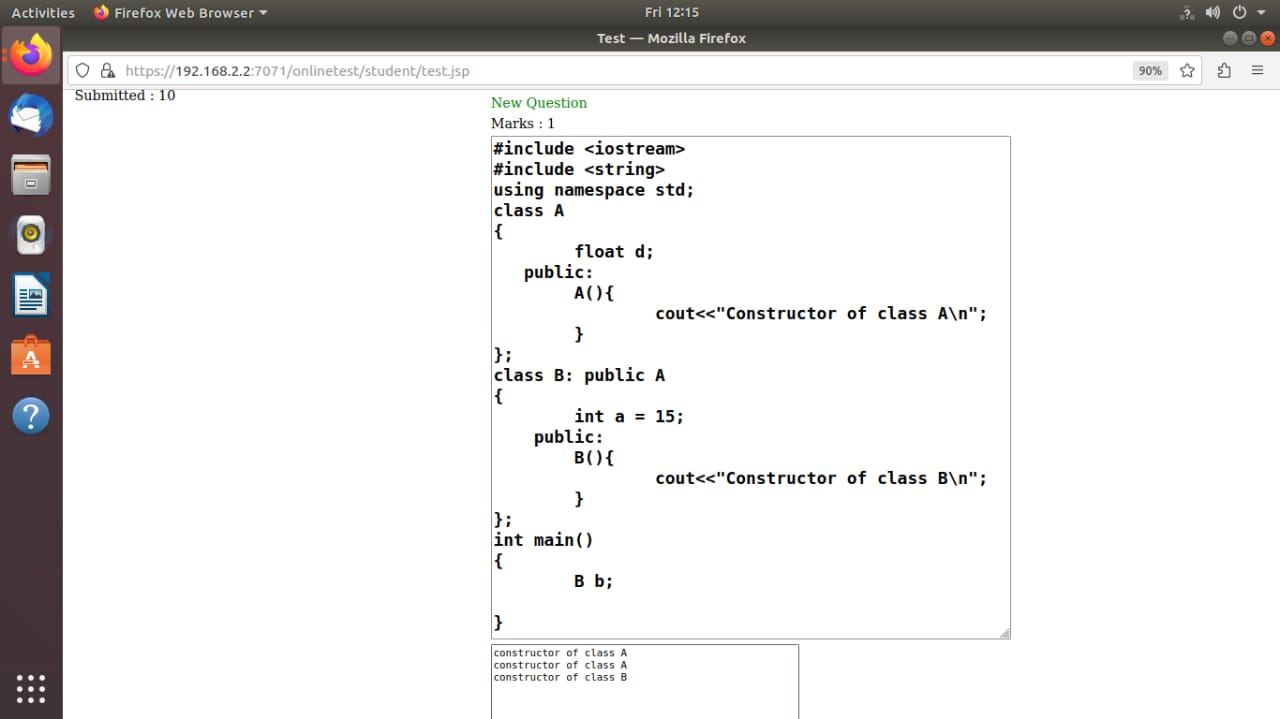 Activities Firefox Web Browser Fri 12:15
Test — Mozilla Firefox
https://192.168.2.2:7071/onlinetest/student/test.jsp 90%
Submitted : 10
New Question
Marks : 1
#include <iostream>
#include <string>
using namespace std;
class A
{
float d;
public:
A(){
cout<<"Constructor of class A\n";
}
};
class B: public A
{
int a = 15;
public:
B(){
cout<<"Constructor of class B\n";
}
};
int main()
{
B b;
}
constructor of class A
constructor of class A
constructor of class B